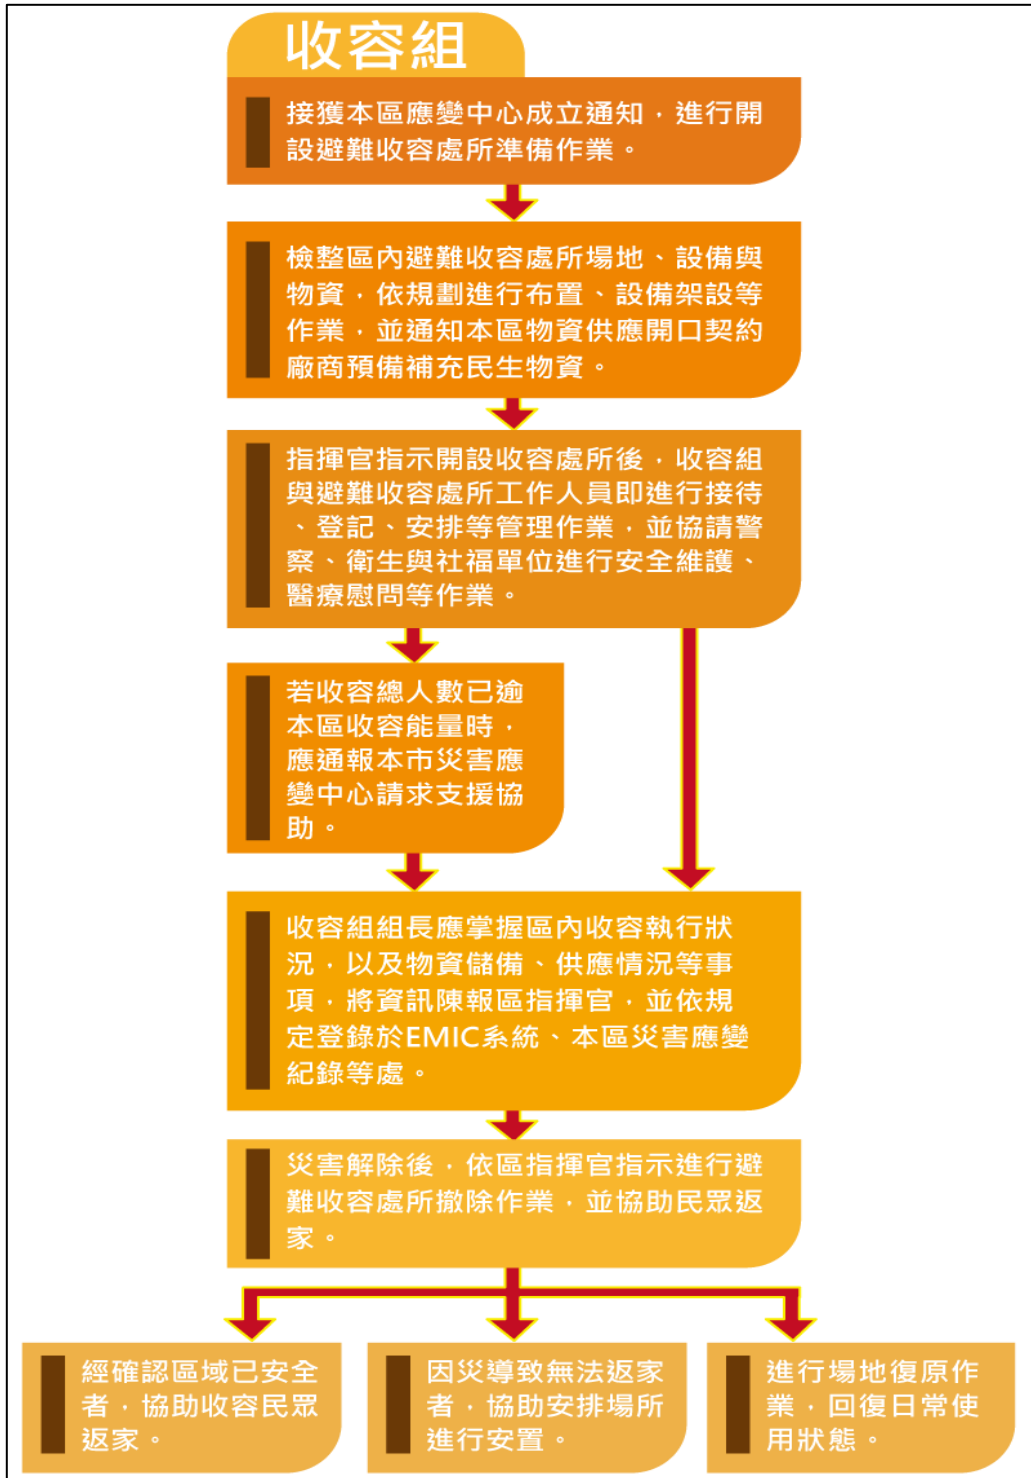 收容組
接獲本區應變中心成立通知，進行開
設避難收容處所準備作業。
檢整區內避難收容處所場地、設備與
物資，依規劃進行布置、設備架設等
作業，並通知本區物資供應開口契約
廠商預備補充民生物資。
指揮官指示開設收容處所後，收容組
與避難收容處所工作人員即進行接待
、登記、安排等管理作業，並協請警
察、衛生與社福單位進行安全維護、
醫療慰問等作業。
若收容總人數已逾
本區收容能量時，
應通報本市災害應
變中心請求支援協
助。
收容組組長應掌握區內收容執行狀
況，以及物資儲備、供應情況等事
項，將資訊陳報區指揮官，並依規
定登錄於EMIC系統、本區災害應變
紀錄等處。
災害解除後，依區指揮官指示進行避
難收容處所撤除作業，並協助民眾返
家。
經確認區域已安全
者，協助收容民眾
返家。
因災導致無法返家
者，協助安排場所
進行安置。
進行場地復原作
業，回復日常使
用狀態。